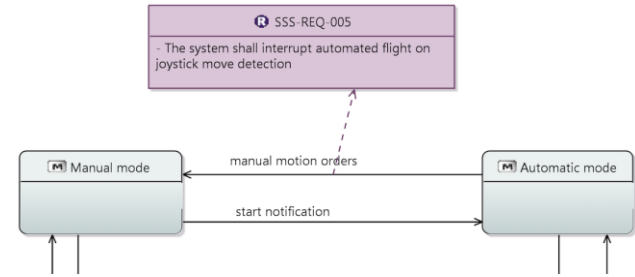 R SSS-REQ-005
- The system shall interrupt automated flight on
joystick move detection
manual motion orders
M Manual mode
M Automatic mode
start notification